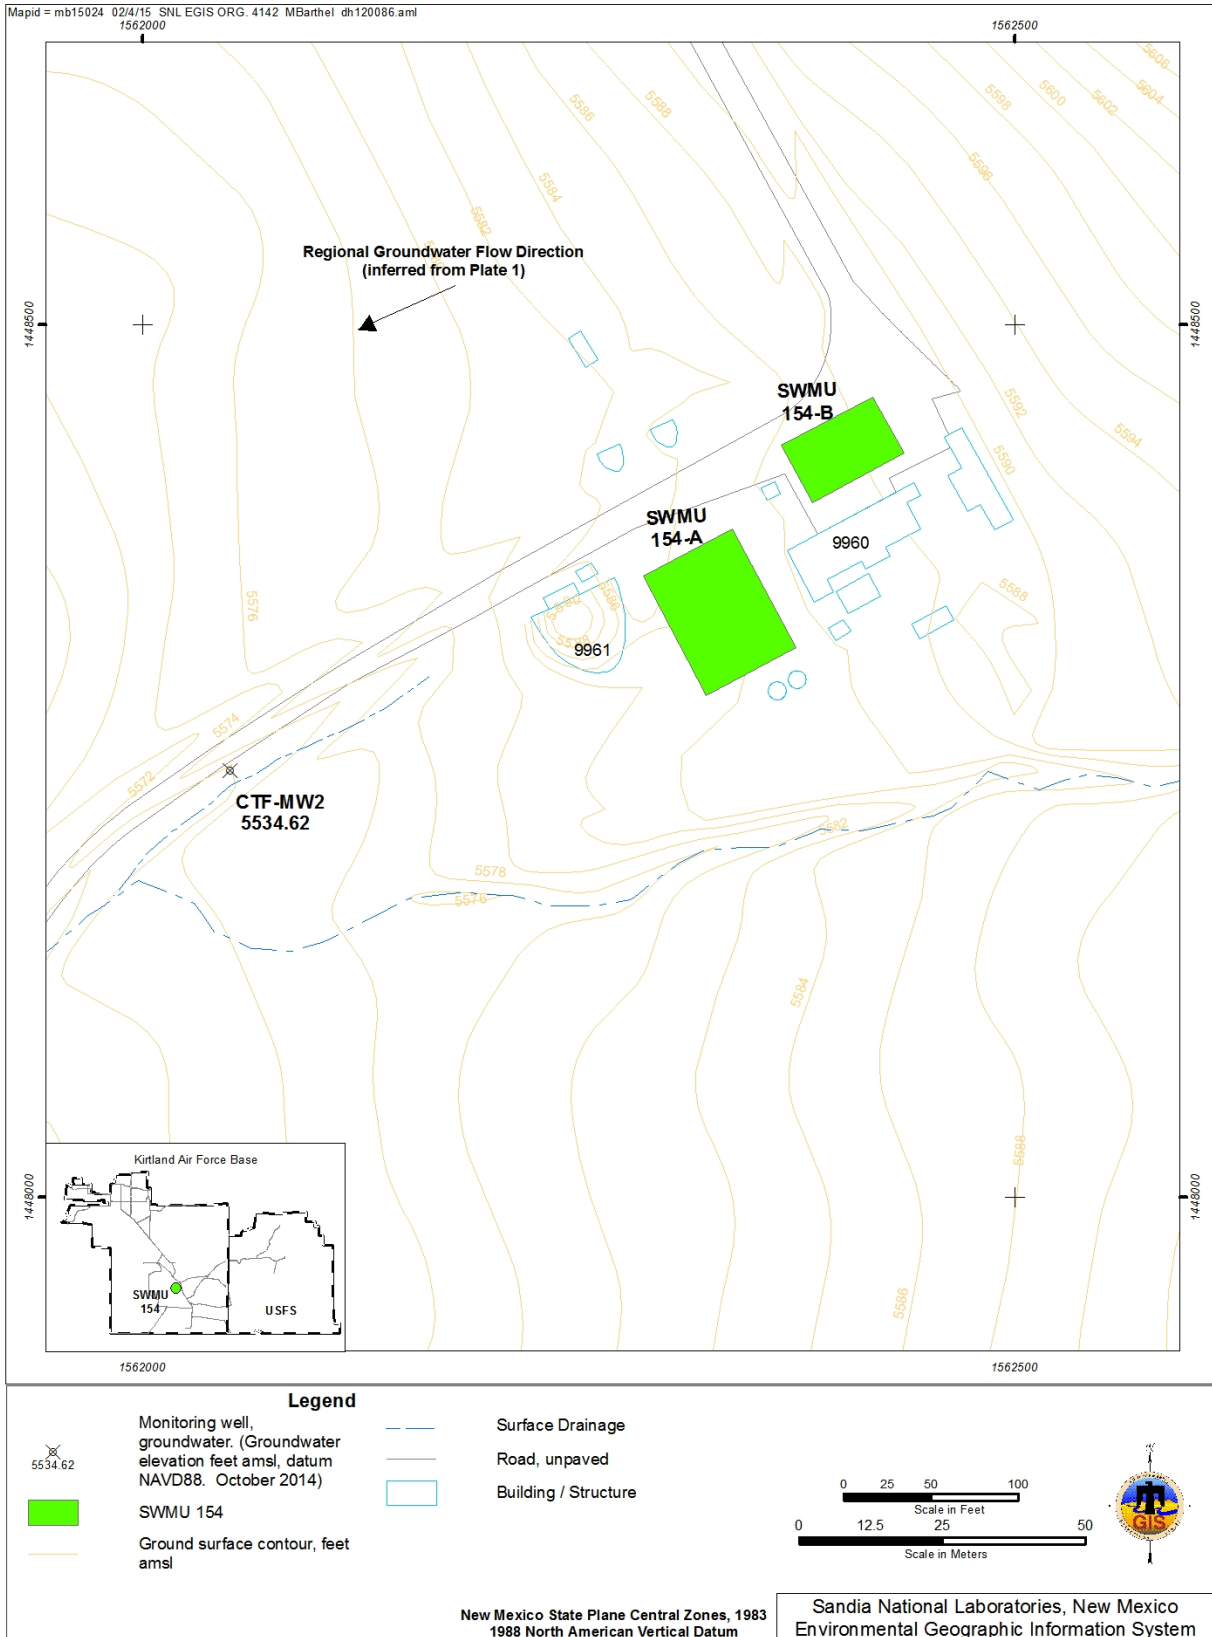 Mapid = mb15024 02/4/15 SNL EGIS ORG. 4142 MBarthel dh120086.aml
1562000
1562500
5606
5604
5602
5600
5598
5596
5588
5586
5584
5582
Regional Groundwater Flow Direction
(inferred from Plate 1)
1448500
1448500
SWMU
154-B
5592
5594
5590
SWMU
154-A
9960
5576
5586
5588
5588
9961
5574
5572
CTF-MW2
5534.62
5582
5578
5576
5584
5588
5586
1448000
1448000
Kirtland Air Force Base
SWMU
154
USFS
1562000
1562500
Legend
Monitoring well,
groundwater. (Groundwater
elevation feet amsl, datum
NAVD88. October 2014)
5534.62
SWMU 154
Ground surface contour, feet
amsl
Surface Drainage
Road, unpaved
Building / Structure
0 25 50 100
Scale in Feet
0 12.5 25 50
Scale in Meters
GIS
New Mexico State Plane Central Zones, 1983
1988 North American Vertical Datum
Sandia National Laboratories, New Mexico
Environmental Geographic Information System